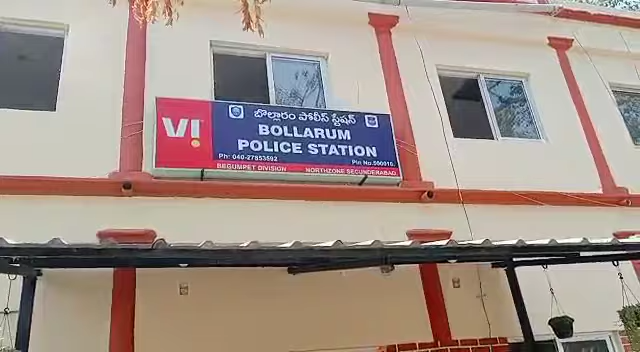 బొల్లారం పోలీస్ స్టేషన్
VI
BOLLARUM
POLICE STATION
Ph: 040-27853592 Pin No.500010.
BEGUMPET DIVISION NORTHZONE SECUNDERABAD